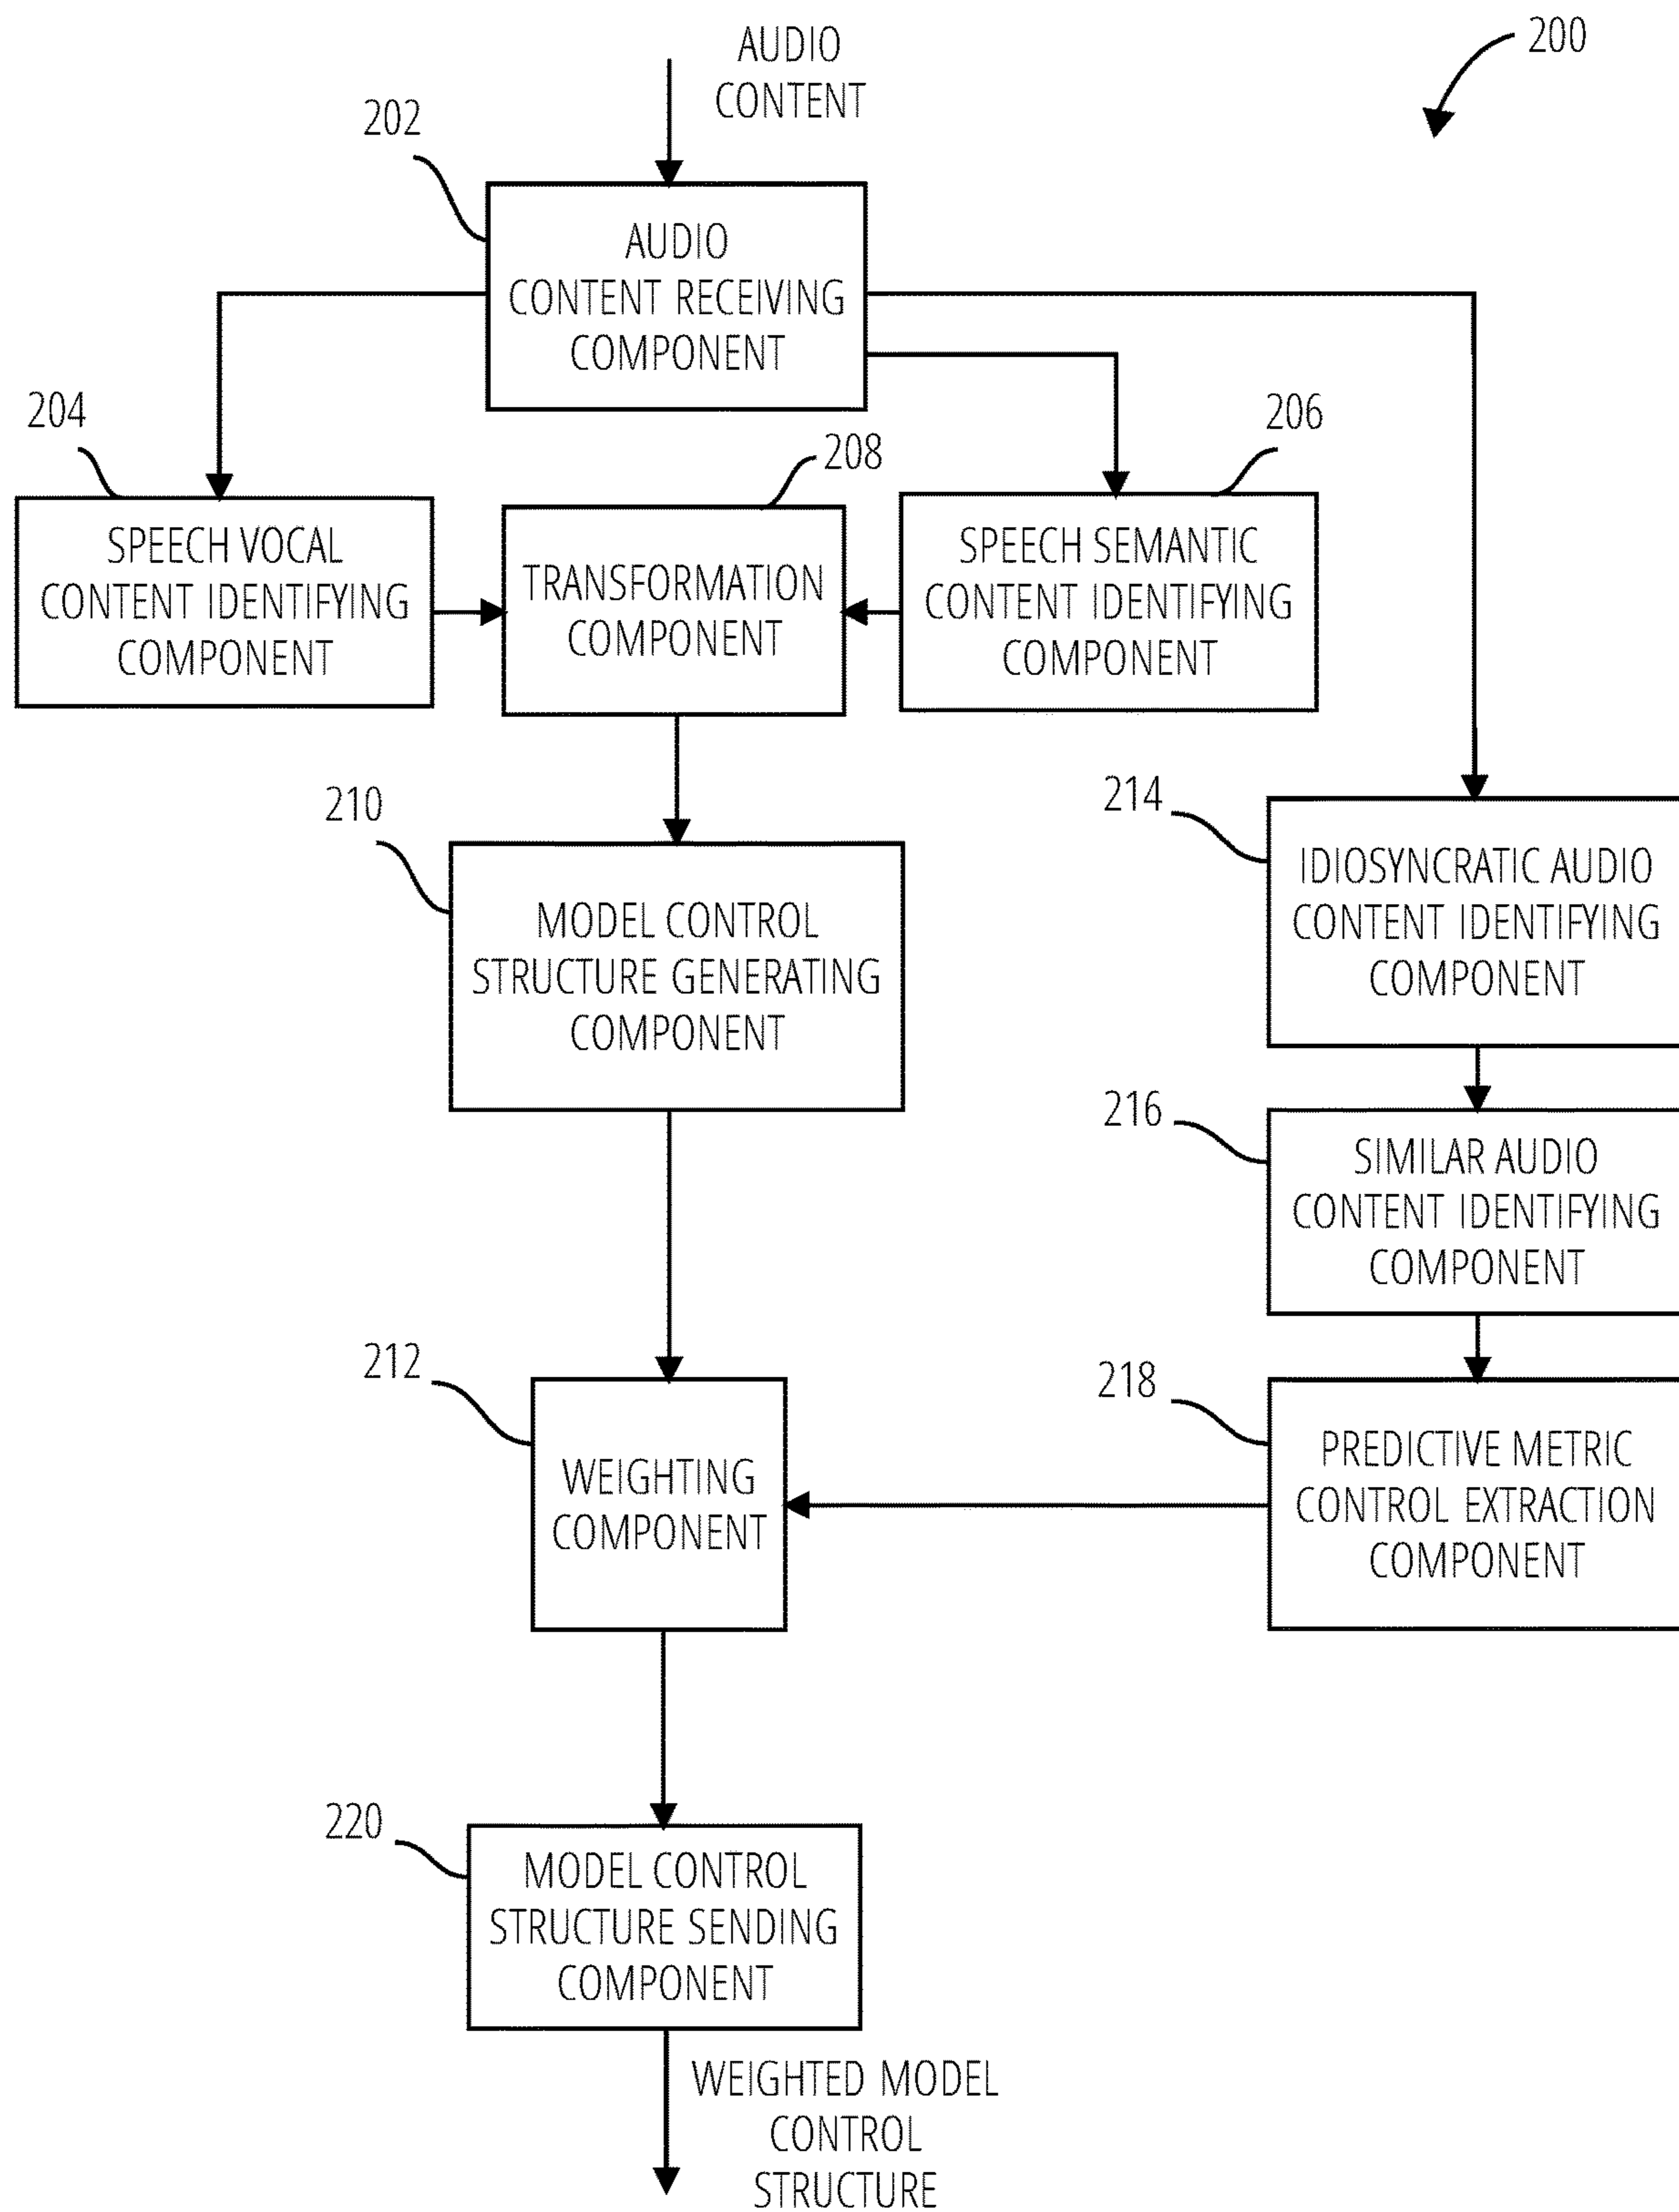 AUDIO
CONTENT
200
202
AUDIO
CONTENT RECEIVING
COMPONENT
204
SPEECH VOCAL
CONTENT IDENTIFYING
COMPONENT
208
TRANSFORMATION
COMPONENT
206
SPEECH SEMANTIC
CONTENT IDENTIFYING
COMPONENT
210
MODEL CONTROL
STRUCTURE GENERATING
COMPONENT
214
IDIOSYNCRATIC AUDIO
CONTENT IDENTIFYING
COMPONENT
216
SIMILAR AUDIO
CONTENT IDENTIFYING
COMPONENT
212
WEIGHTING
COMPONENT
218
PREDICTIVE METRIC
CONTROL EXTRACTION
COMPONENT
220
MODEL CONTROL
STRUCTURE SENDING
COMPONENT
WEIGHTED MODEL
CONTROL
STRUCTURE